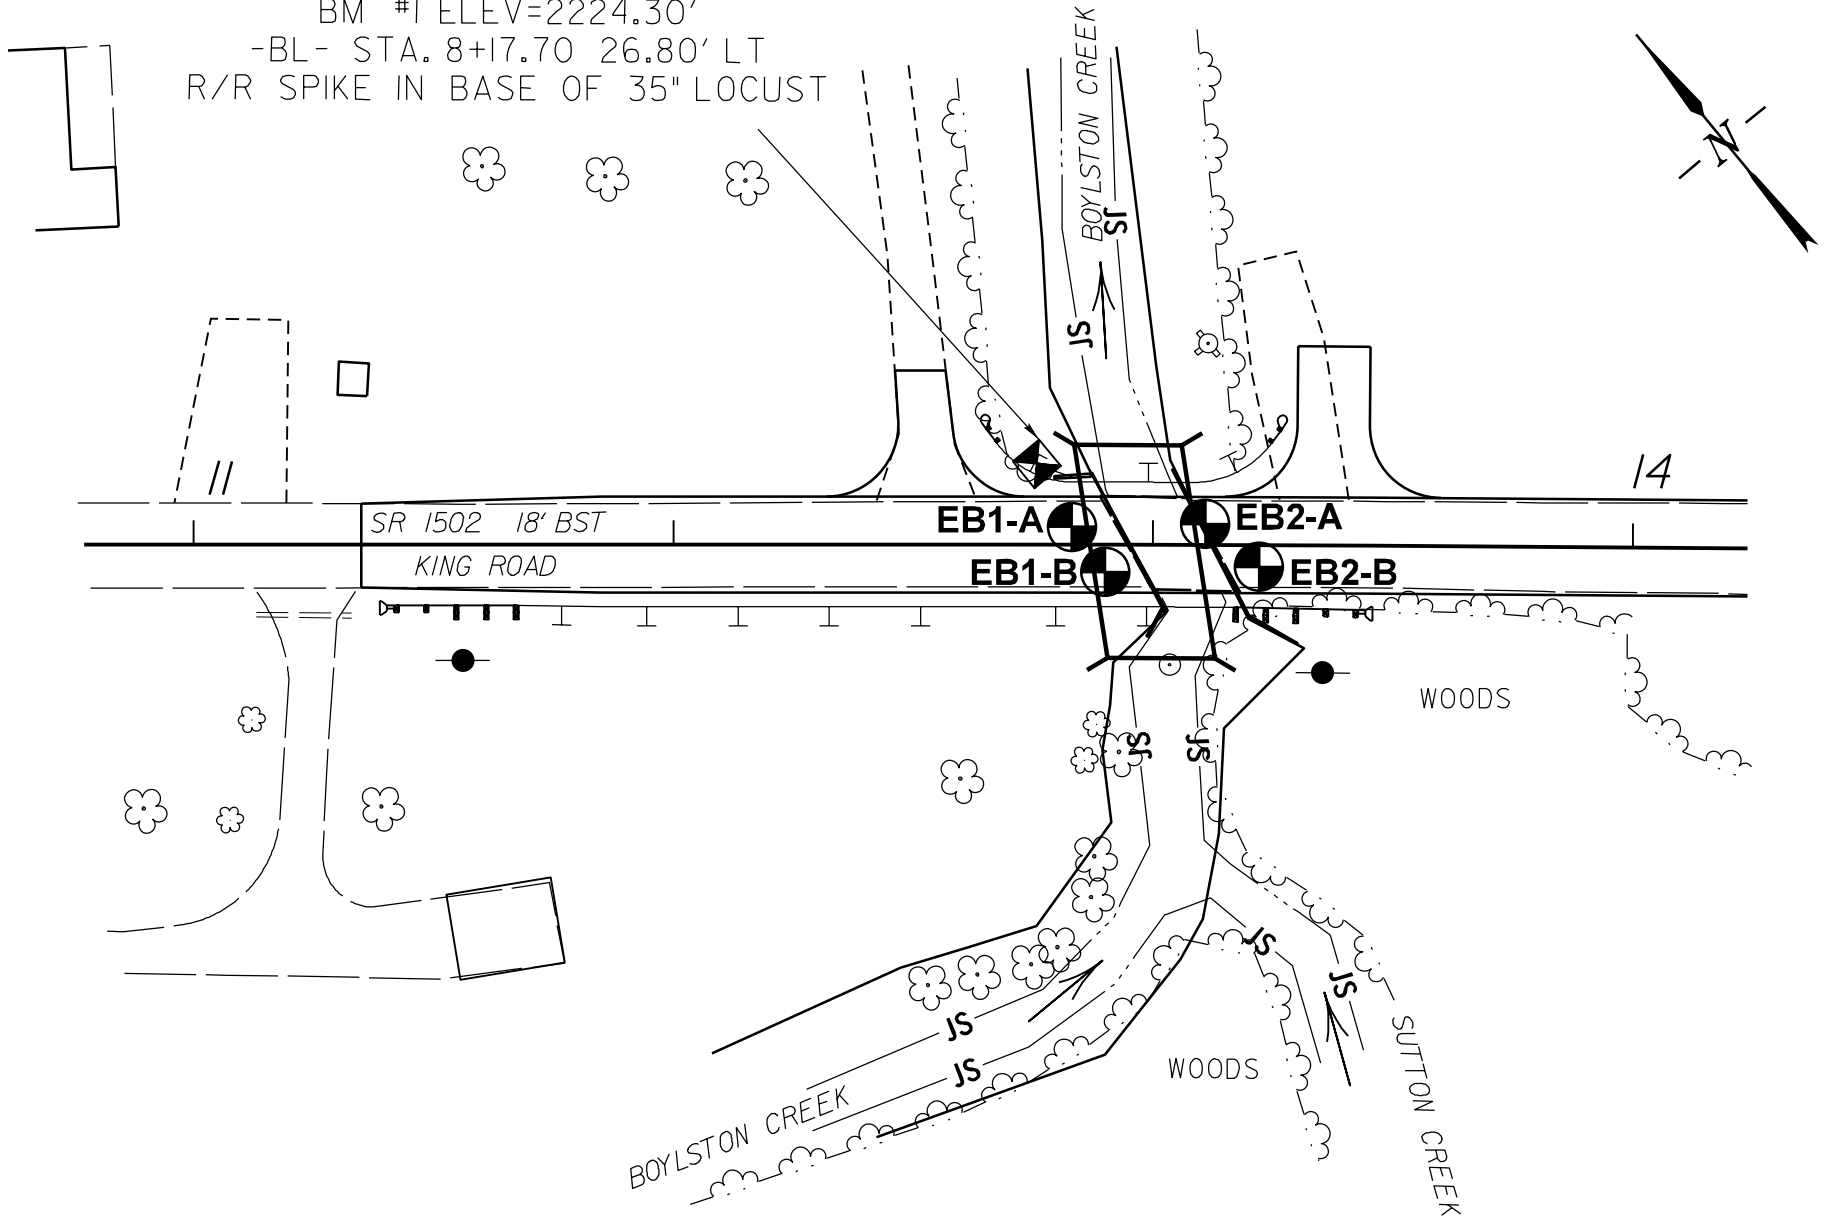 BM #1 ELEV=2224.30'
-BL- STA. 8+17.70 26.80' LT
R/R SPIKE IN BASE OF 35" LOCUST
BOYLSTON CREEK
N
JS
JS
11
14
SR 1502 18' BST
KING ROAD
EB1-A
EB2-A
EB1-B
EB2-B
WOODS
JS
JS
JS
JS
JS
JS
WOODS
BOYLSTON CREEK
SUTTON CREEK